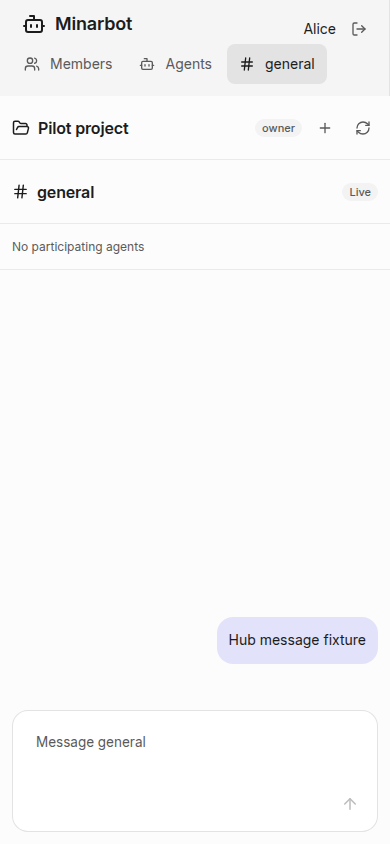 Minarbot
Alice
Members
Agents
general
Pilot project
owner
general
Live
No participating agents
Hub message fixture
Message general